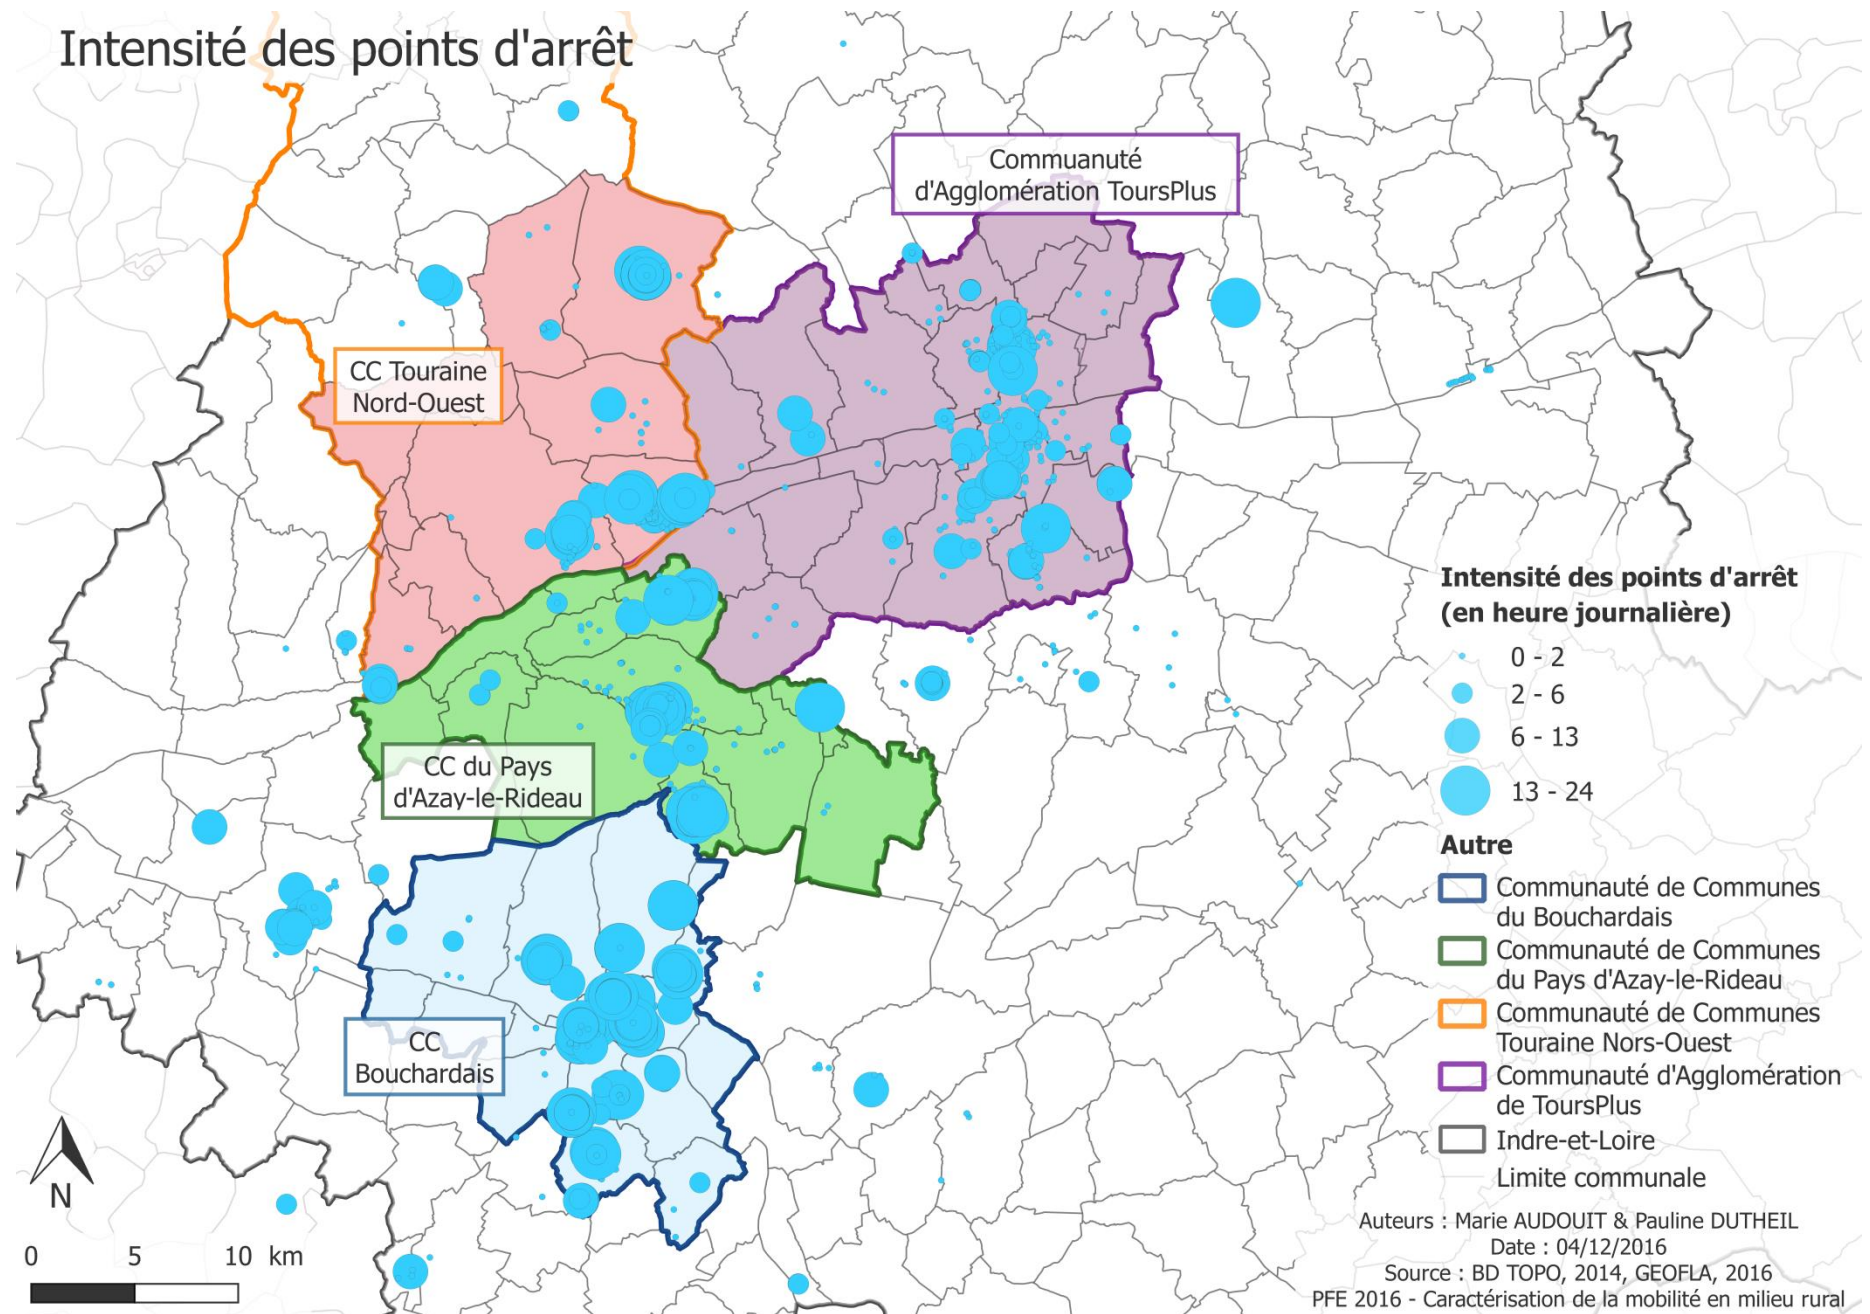 Intensité des points d'arrêt
Commuanuté
d'Agglomération ToursPlus
CC Touraine
Nord-Ouest
CC du Pays
d'Azay-le-Rideau
CC
Bouchardais
Intensité des points d'arrêt
(en heure journalière)
0 - 2
2 - 6
6 - 13
13 - 24
Autre
Communauté de Communes
du Bouchardais
Communauté de Communes
du Pays d'Azay-le-Rideau
Communauté de Communes
Touraine Nors-Ouest
Communauté d'Agglomération
de ToursPlus
Indre-et-Loire
Limite communale
N
0 5 10 km
Auteurs : Marie AUDOUIT & Pauline DUTHEIL
Date : 04/12/2016
Source : BD TOPO, 2014, GEOFLA, 2016
PFE 2016 - Caractérisation de la mobilité en milieu rural